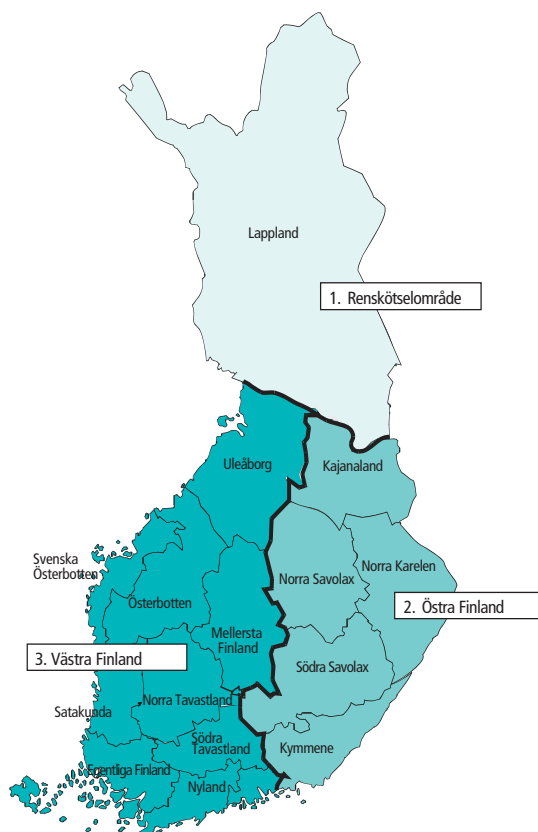 Lappland
1. Renskötselområde
Uleåborg
Kajanaland
Svenska
Österbotten
Norra Savolax
Norra Karelen
Österbotten
2. Östra Finland
Mellersta
Finland
3. Västra Finland
Södra Savolax
Norra Tavastland
Satakunda
Södra
Tavastland
Kymmene
Egentliga Finland
Nyland